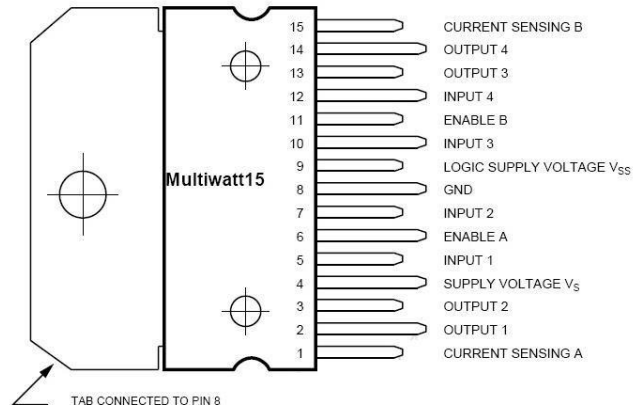 15 CURRENT SENSING B
14 OUTPUT 4
13 OUTPUT 3
12 INPUT 4
11 ENABLE B
10 INPUT 3
9 LOGIC SUPPLY VOLTAGE VSS
Multiwatt15
8 GND
7 INPUT 2
6 ENABLE A
5 INPUT 1
4 SUPPLY VOLTAGE VS
3 OUTPUT 2
2 OUTPUT 1
1 CURRENT SENSING A
TAB CONNECTED TO PIN 8